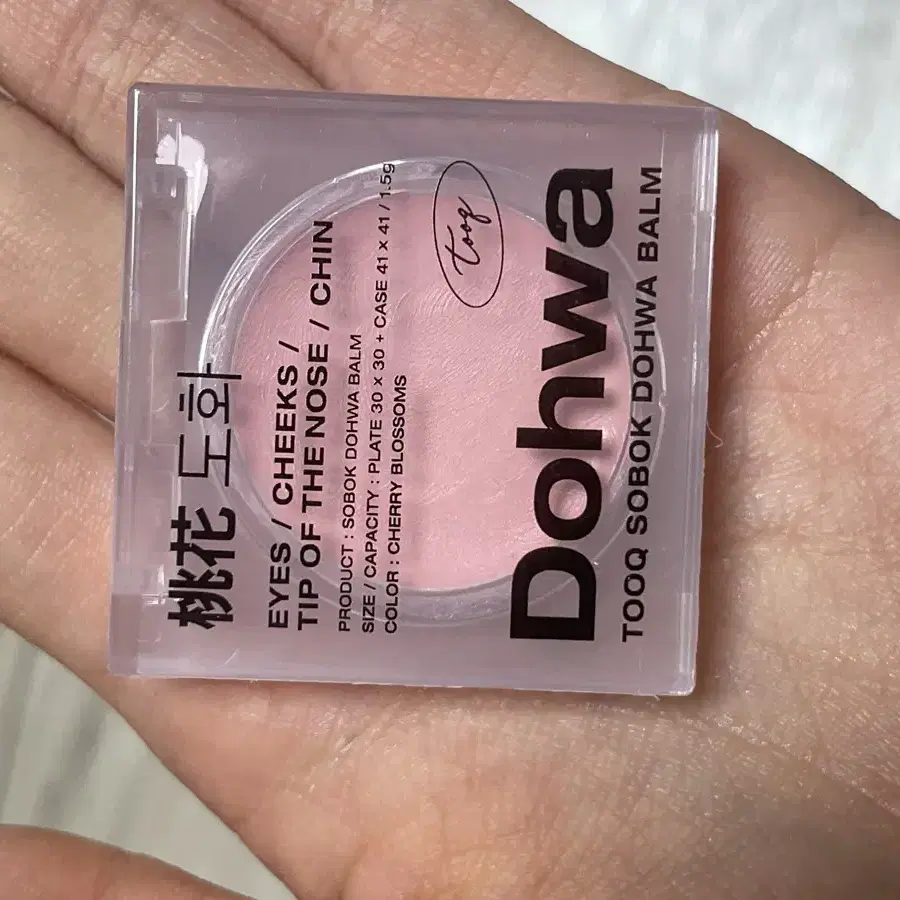 桃花 도화
EYES / CHEEKS /
TIP OF THE NOSE / CHIN
PRODUCT : SOBOK DOHWA BALM
SIZE / CAPACITY : PLATE 30 x 30 + CASE 41 x 41 / 1.5g
COLOR : CHERRY BLOSSOMS
tooq
Dohwa
TOOQ SOBOK DOHWA BALM